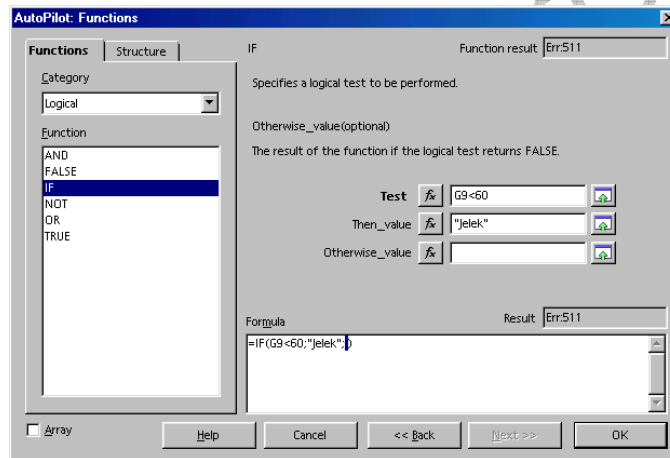 AutoPilot: Functions
Functions
Structure
IF
Function result
Err:511
Category
Logical
Function
AND
FALSE
IF
NOT
OR
TRUE
Specifies a logical test to be performed.
Otherwise_value(optional)
The result of the function if the logical test returns FALSE.
Test
fx
G9<60
Then_value
fx
"Jelek"
Otherwise_value
fx
Formula
Result
Err:511
=IF(G9<60;"Jelek";)
Array
Help
Cancel
<< Back
Next >>
OK